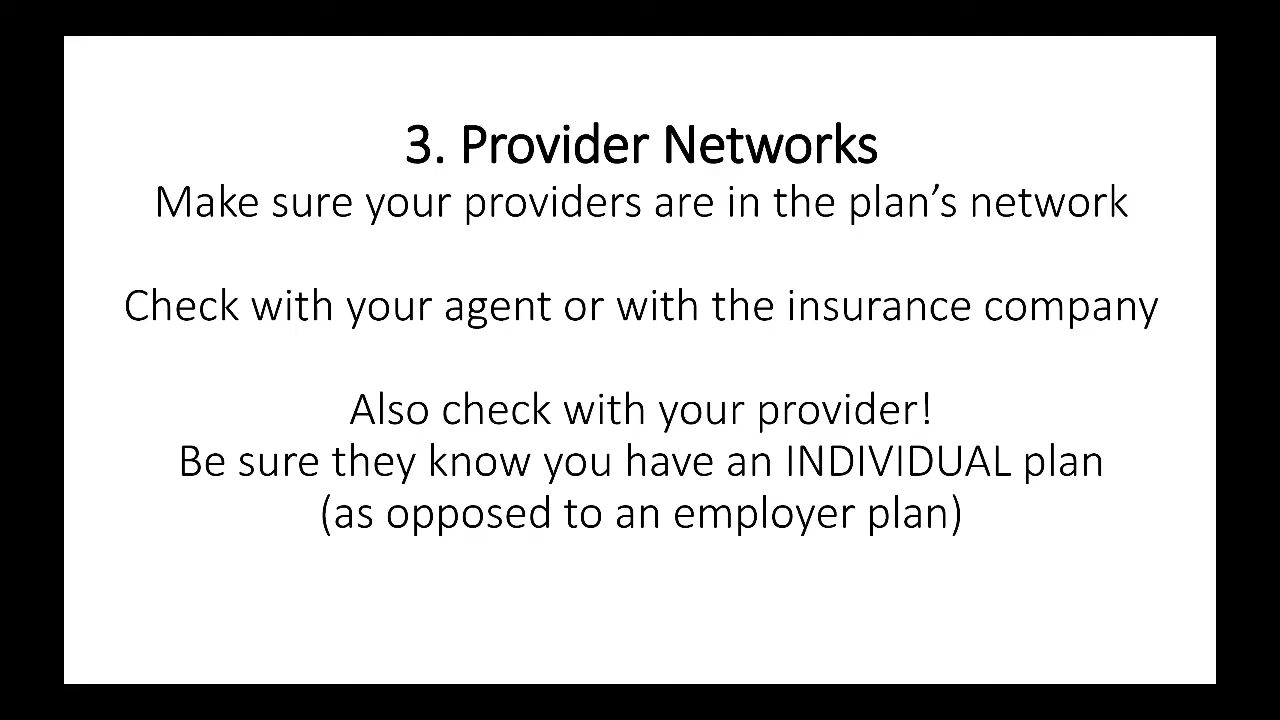 3. Provider Networks
Make sure your providers are in the plan’s network
Check with your agent or with the insurance company
Also check with your provider!
Be sure they know you have an INDIVIDUAL plan
(as opposed to an employer plan)